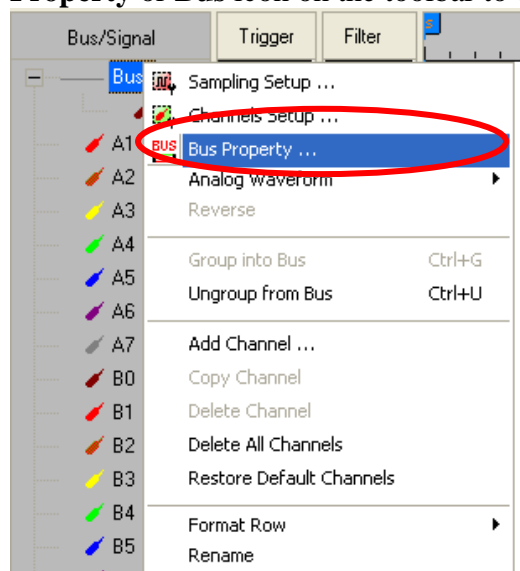 Property or Bus icon on the toolbar to
Bus/Signal Trigger Filter S
Bus Sampling Setup ...
Channels Setup ...
A1 BUS Bus Property ...
A2 Analog Waveform
A3 Reverse
A4
Group into Bus Ctrl+G
A5
Ungroup from Bus Ctrl+U
A6
A7 Add Channel ...
B0 Copy Channel
B1 Delete Channel
B2 Delete All Channels
B3 Restore Default Channels
B4
Format Row
B5
Rename